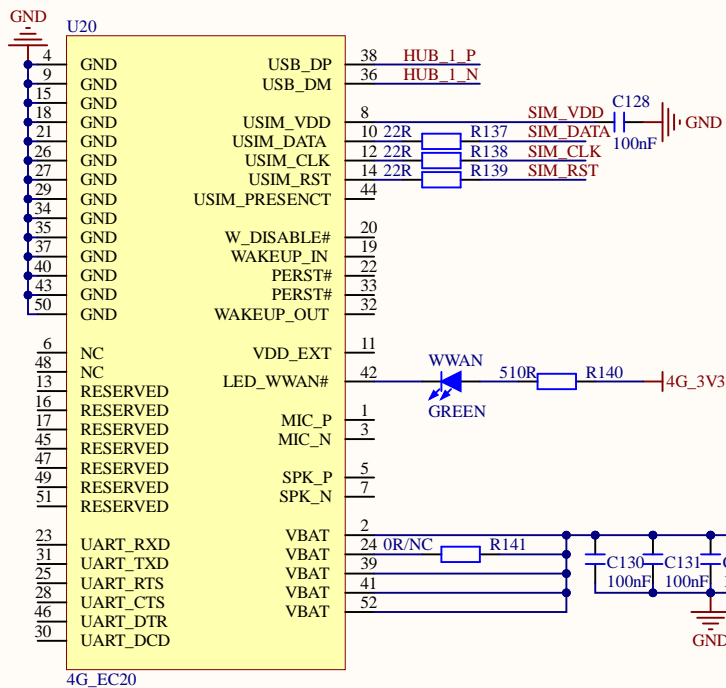 GND
U20
4 GND USB_DP 38 HUB_1_P
9 GND USB_DM 36 HUB_1_N
15 GND
18 GND USIM_VDD 8 SIM_VDD C128 GND
21 GND USIM_DATA 10 22R R137 SIM_DATA 100nF
26 GND USIM_CLK 12 22R R138 SIM_CLK
27 GND USIM_RST 14 22R R139 SIM_RST
29 GND USIM_PRESENCT 44
34 GND
35 GND W_DISABLE# 20
37 GND WAKEUP_IN 19
40 GND PERST# 22
43 GND PERST# 33
50 GND WAKEUP_OUT 32
6 NC VDD_EXT 11 WWAN
48 NC LED_WWAN# 42 510R R140 4G_3V3
13 RESERVED GREEN
16 RESERVED MIC_P 1
17 RESERVED MIC_N 3
45 RESERVED
47 RESERVED SPK_P 5
49 RESERVED SPK_N 7
51 RESERVED
VBAT 2
23 UART_RXD VBAT 24 0R/NC R141
31 UART_TXD VBAT 39 C130 C131 C
25 UART_RTS VBAT 41 100nF 100nF
28 UART_CTS VBAT 52
46 UART_DTR
30 UART_DCD GND
4G_EC20